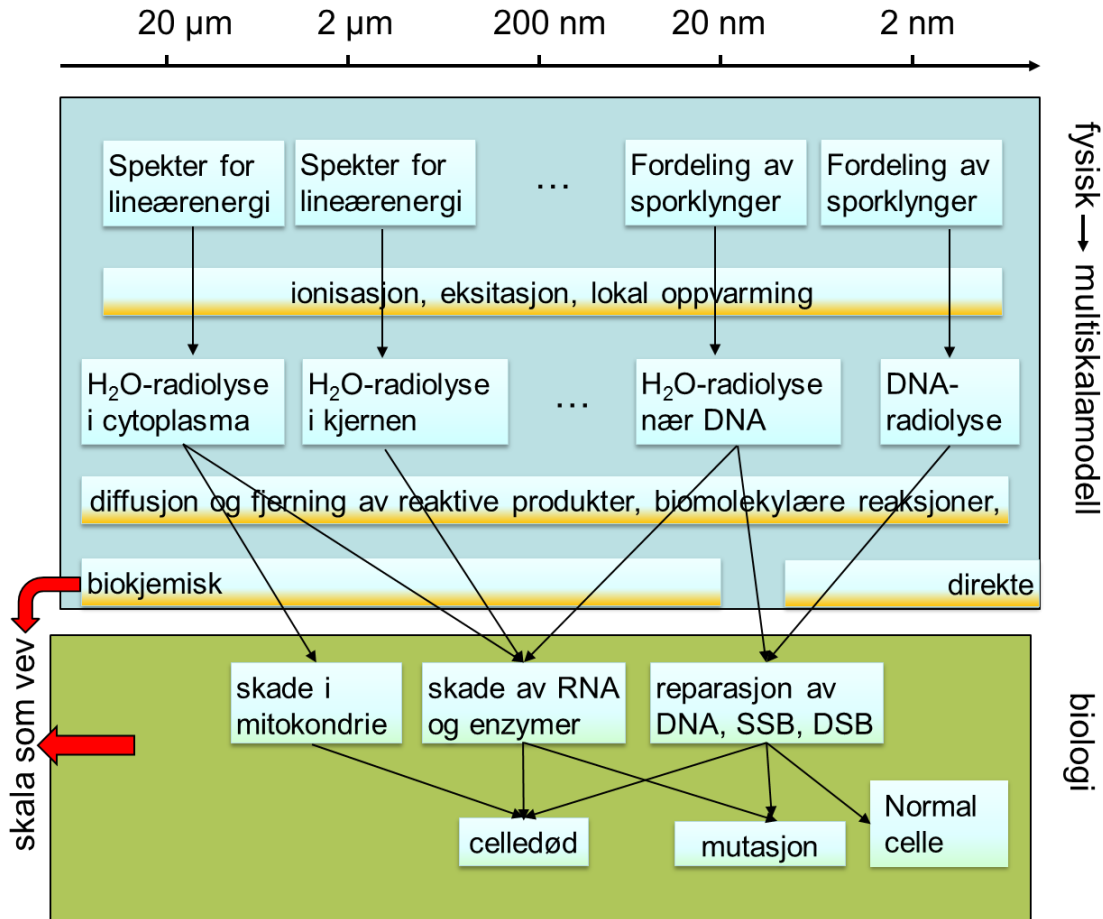 20 µm
2 µm
200 nm
20 nm
2 nm
Spekter for
lineærenergi
Spekter for
lineærenergi
...
Fordeling av
sporklynger
Fordeling av
sporklynger
ionisasjon, eksitasjon, lokal oppvarming
H₂O-radiolyse
i cytoplasma
H₂O-radiolyse
i kjernen
...
H₂O-radiolyse
nær DNA
DNA-
radiolyse
diffusjon og fjerning av reaktive produkter, biomolekylære reaksjoner,
biokjemisk
direkte
fysisk → multiskalamodell
skade i
mitokondrie
skade av RNA
og enzymer
reparasjon av
DNA, SSB, DSB
celledød
mutasjon
Normal
celle
biologi
skala som vev